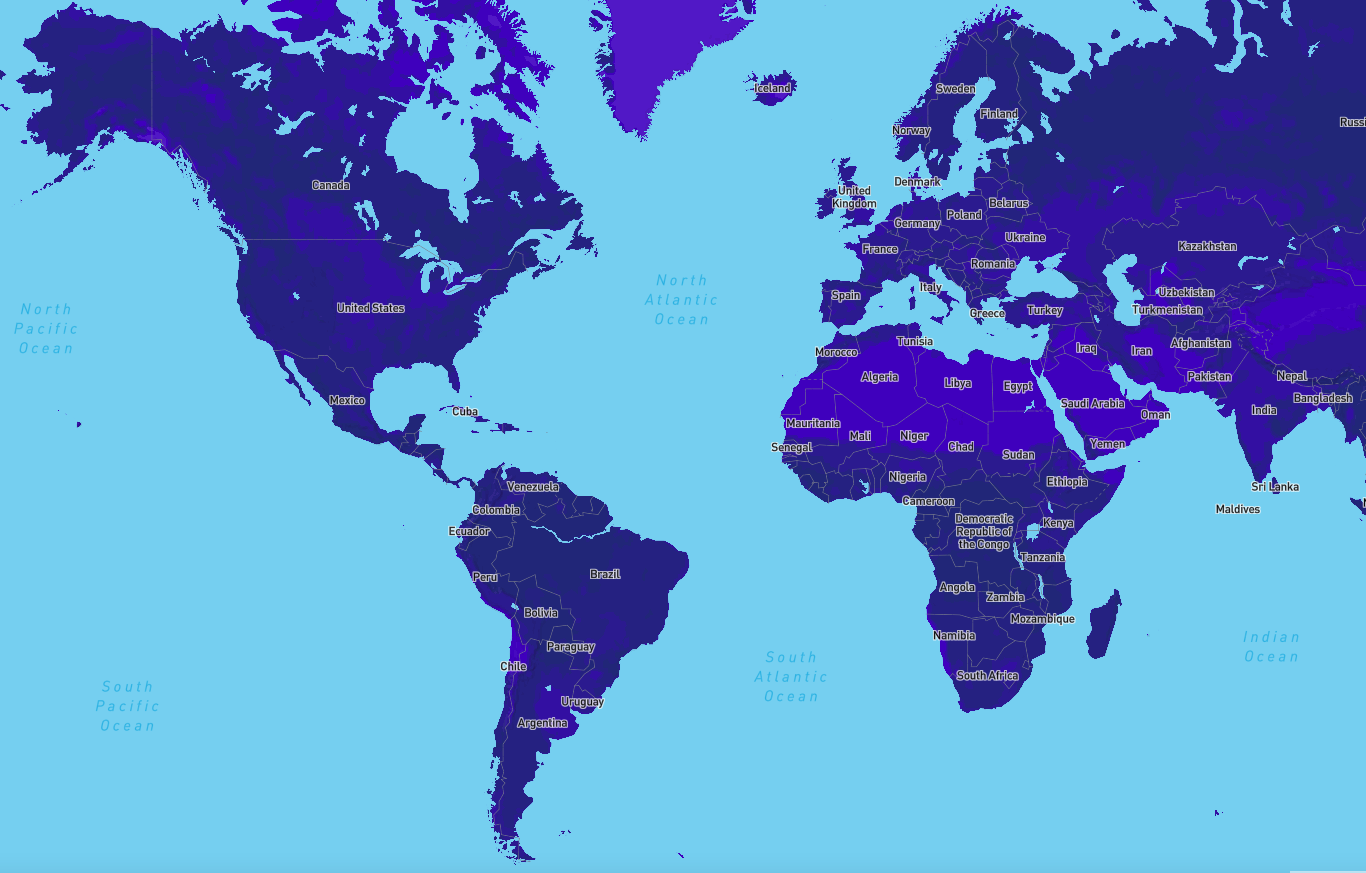 Iceland
Sweden
Finland
Norway
Russi
Canada
Denmark
United
Kingdom
Belarus
Poland
Germany
Ukraine
France
Kazakhstan
Romania
North
Atlantic
Ocean
Italy
Spain
Uzbekistan
North
Pacific
Ocean
United States
Greece
Turkey
Turkmenistan
Tunisia
Afghanistan
Morocco
Iraq
Iran
Algeria
Libya
Egypt
Pakistan
Nepal
Mexico
Cuba
Saudi Arabia
Bangladesh
India
Oman
Mauritania
Mali
Niger
Chad
Yemen
Senegal
Sudan
Venezuela
Nigeria
Ethiopia
Sri Lanka
Colombia
Cameroon
Maldives
Ecuador
Democratic
Republic of
the Congo
Kenya
Tanzania
Peru
Brazil
Angola
Zambia
Bolivia
Mozambique
Namibia
Indian
Ocean
Paraguay
South
Atlantic
Ocean
Chile
South Africa
South
Pacific
Ocean
Uruguay
Argentina